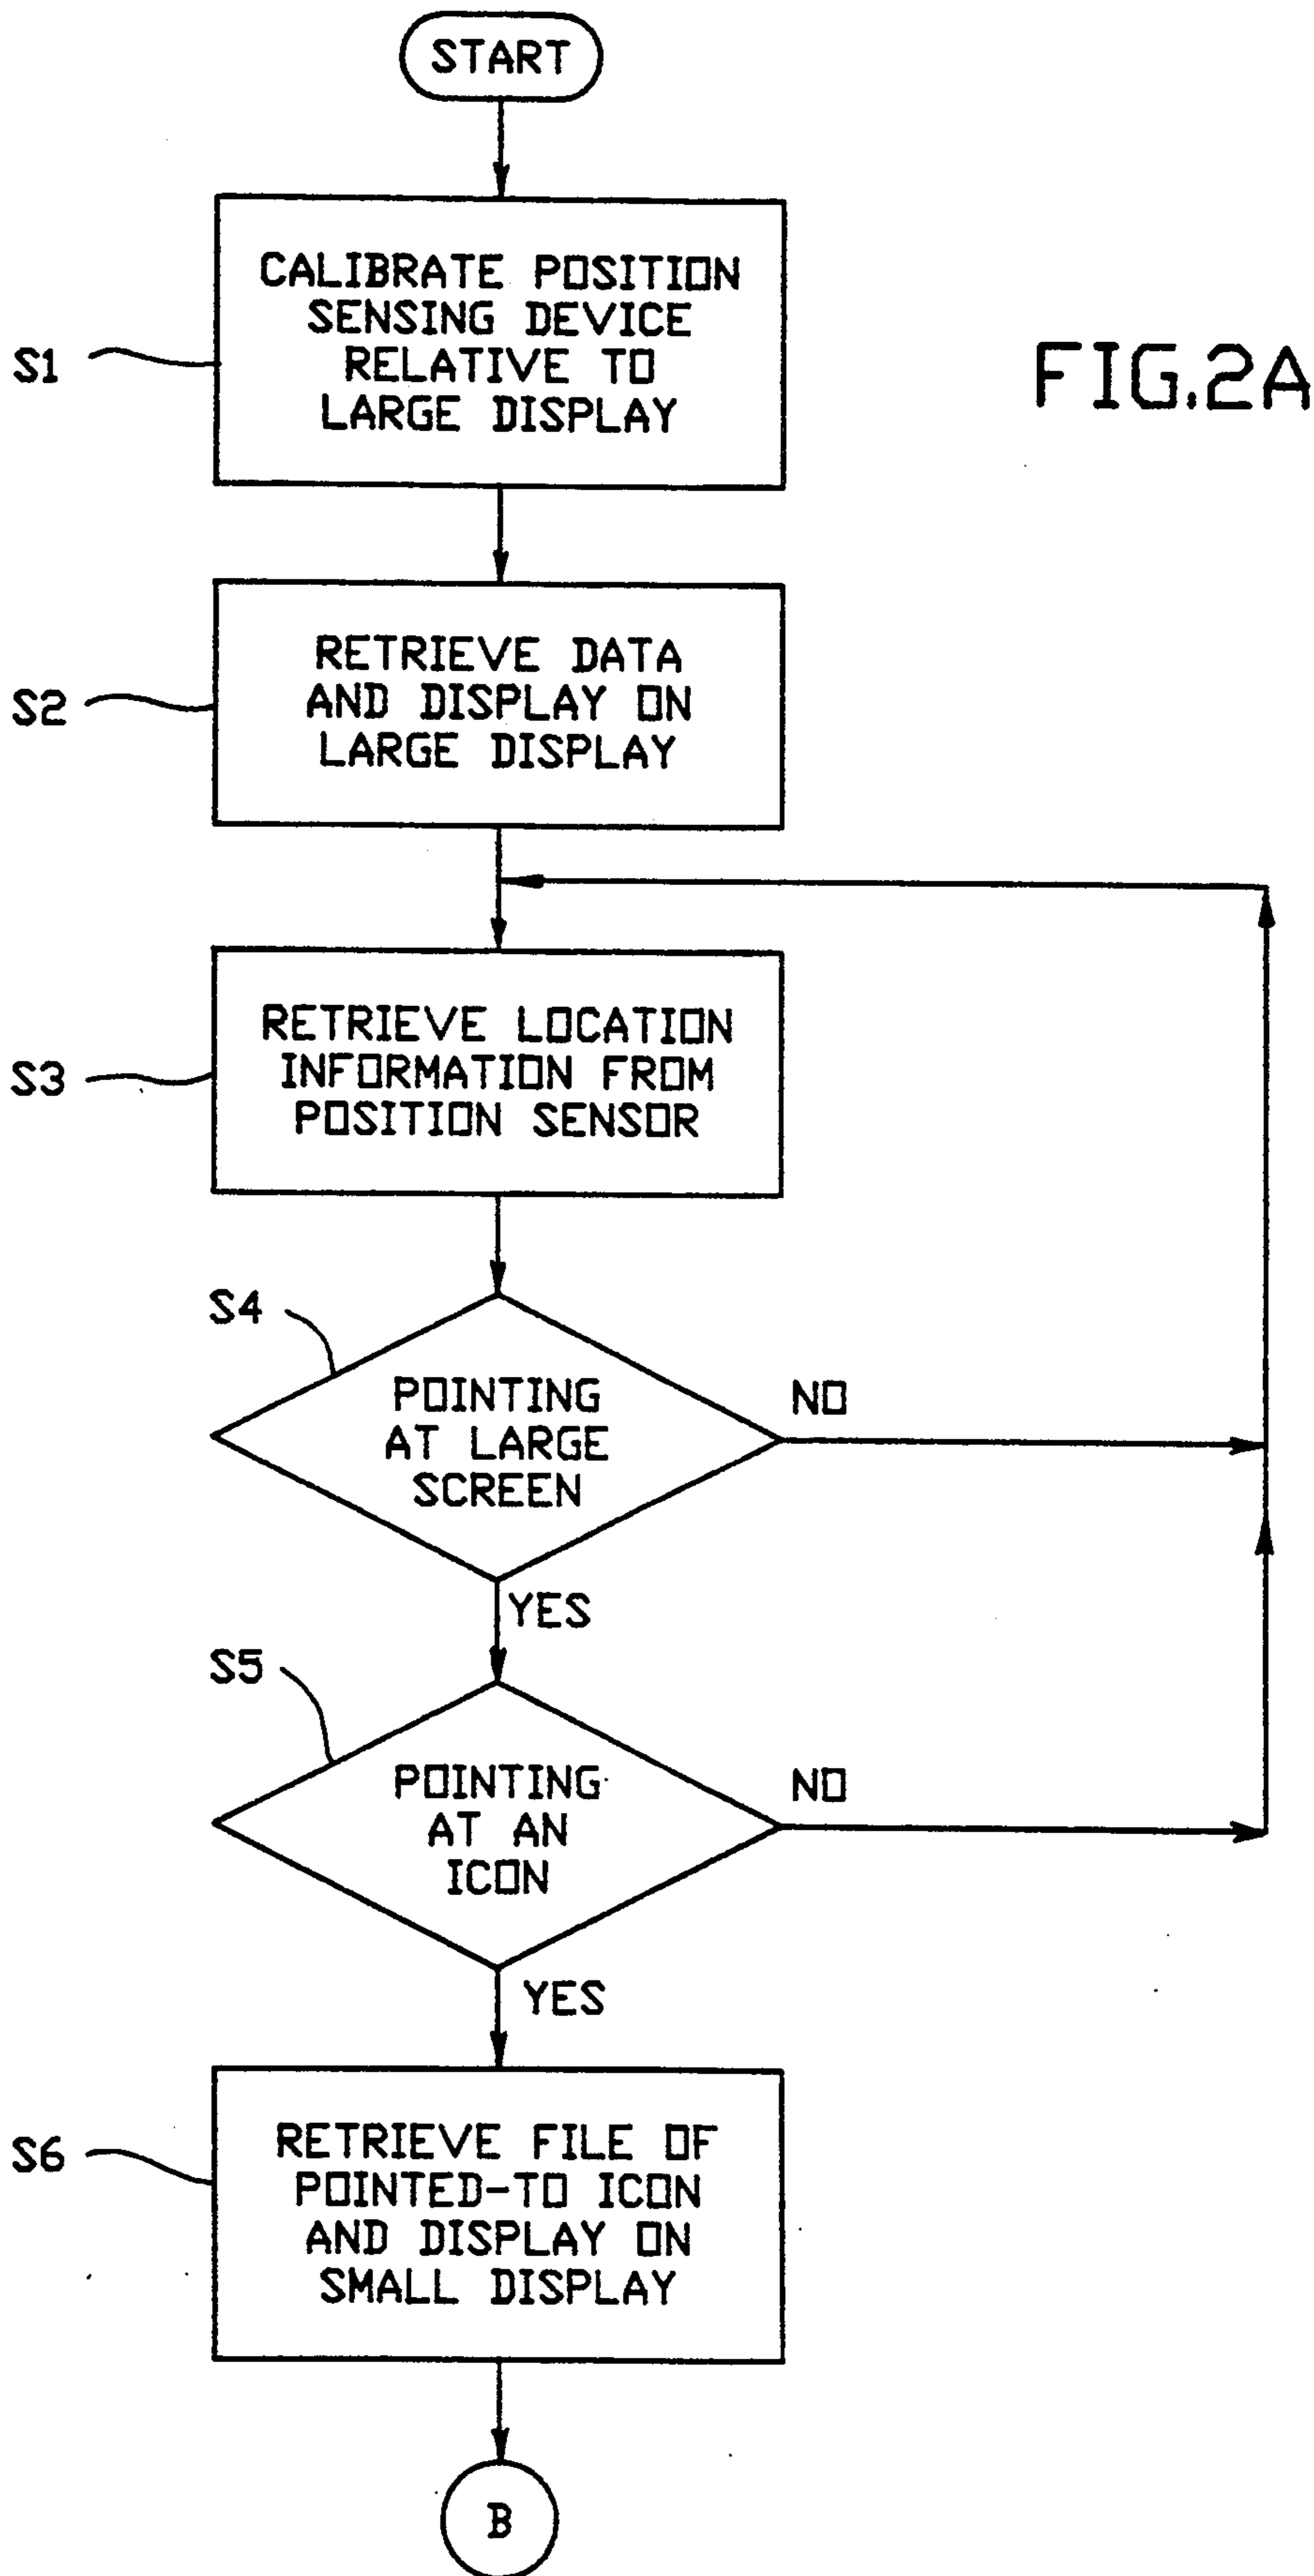 START
CALIBRATE POSITION
SENSING DEVICE
RELATIVE TO
LARGE DISPLAY
S1
FIG.2A
RETRIEVE DATA
AND DISPLAY ON
LARGE DISPLAY
S2
RETRIEVE LOCATION
INFORMATION FROM
POSITION SENSOR
S3
S4
POINTING
AT LARGE
SCREEN
NO
YES
S5
POINTING
AT AN
ICON
NO
YES
RETRIEVE FILE OF
POINTED-TO ICON
AND DISPLAY ON
SMALL DISPLAY
S6
B